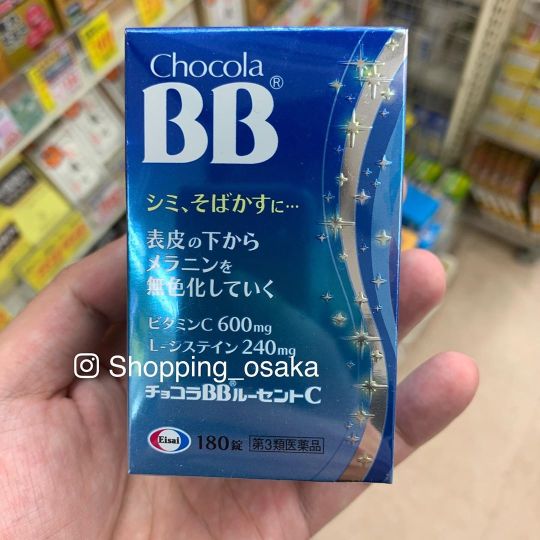 Chocola
BB®
シミ、そばかすに…
表皮の下から
メラニンを
無色化していく
ビタミンC 600mg
L-システイン 240mg
Shopping_osaka
チョコラBB®ルーセントC
Eisai
180錠 第3類医薬品